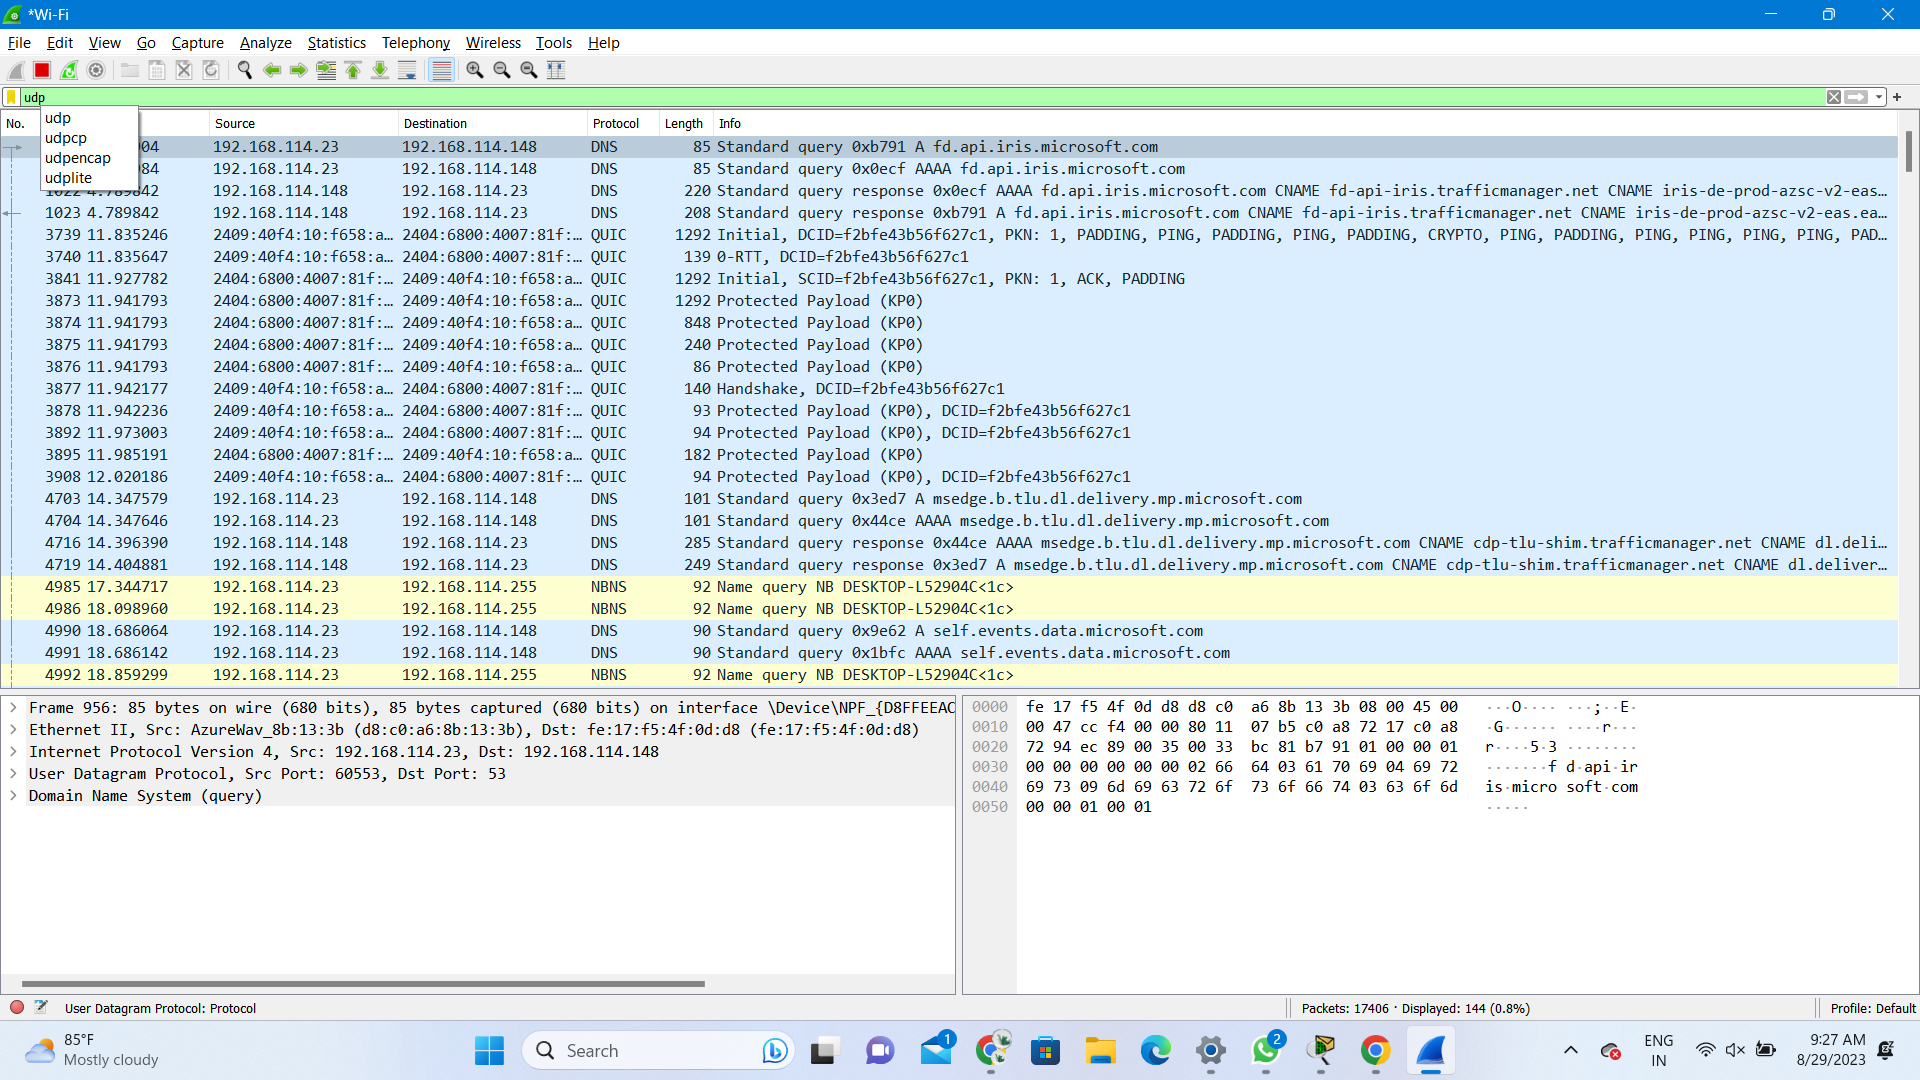 *Wi-Fi
File Edit View Go Capture Analyze Statistics Telephony Wireless Tools Help
udp
udp
udpcp
udpencap
udplite
No. Source Destination Protocol Length Info
192.168.114.23 192.168.114.148 DNS 85 Standard query 0xb791 A fd.api.iris.microsoft.com
192.168.114.23 192.168.114.148 DNS 85 Standard query 0x0ecf AAAA fd.api.iris.microsoft.com
1022 4.789842 192.168.114.148 192.168.114.23 DNS 220 Standard query response 0x0ecf AAAA fd.api.iris.microsoft.com CNAME fd-api-iris.trafficmanager.net CNAME iris-de-prod-azsc-v2-eas…
1023 4.789842 192.168.114.148 192.168.114.23 DNS 208 Standard query response 0xb791 A fd.api.iris.microsoft.com CNAME fd-api-iris.trafficmanager.net CNAME iris-de-prod-azsc-v2-eas.ea…
3739 11.835246 2409:40f4:10:f658:a… 2404:6800:4007:81f:… QUIC 1292 Initial, DCID=f2bfe43b56f627c1, PKN: 1, PADDING, PING, PADDING, PING, PADDING, CRYPTO, PING, PADDING, PING, PING, PING, PING, PAD…
3740 11.835647 2409:40f4:10:f658:a… 2404:6800:4007:81f:… QUIC 139 0-RTT, DCID=f2bfe43b56f627c1
3841 11.927782 2404:6800:4007:81f:… 2409:40f4:10:f658:a… QUIC 1292 Initial, SCID=f2bfe43b56f627c1, PKN: 1, ACK, PADDING
3873 11.941793 2404:6800:4007:81f:… 2409:40f4:10:f658:a… QUIC 1292 Protected Payload (KP0)
3874 11.941793 2404:6800:4007:81f:… 2409:40f4:10:f658:a… QUIC 848 Protected Payload (KP0)
3875 11.941793 2404:6800:4007:81f:… 2409:40f4:10:f658:a… QUIC 240 Protected Payload (KP0)
3876 11.941793 2404:6800:4007:81f:… 2409:40f4:10:f658:a… QUIC 86 Protected Payload (KP0)
3877 11.942177 2409:40f4:10:f658:a… 2404:6800:4007:81f:… QUIC 140 Handshake, DCID=f2bfe43b56f627c1
3878 11.942236 2409:40f4:10:f658:a… 2404:6800:4007:81f:… QUIC 93 Protected Payload (KP0), DCID=f2bfe43b56f627c1
3892 11.973003 2409:40f4:10:f658:a… 2404:6800:4007:81f:… QUIC 94 Protected Payload (KP0), DCID=f2bfe43b56f627c1
3895 11.985191 2404:6800:4007:81f:… 2409:40f4:10:f658:a… QUIC 182 Protected Payload (KP0)
3908 12.020186 2409:40f4:10:f658:a… 2404:6800:4007:81f:… QUIC 94 Protected Payload (KP0), DCID=f2bfe43b56f627c1
4703 14.347579 192.168.114.23 192.168.114.148 DNS 101 Standard query 0x3ed7 A msedge.b.tlu.dl.delivery.mp.microsoft.com
4704 14.347646 192.168.114.23 192.168.114.148 DNS 101 Standard query 0x44ce AAAA msedge.b.tlu.dl.delivery.mp.microsoft.com
4716 14.396390 192.168.114.148 192.168.114.23 DNS 285 Standard query response 0x44ce AAAA msedge.b.tlu.dl.delivery.mp.microsoft.com CNAME cdp-tlu-shim.trafficmanager.net CNAME dl.deli…
4719 14.404881 192.168.114.148 192.168.114.23 DNS 249 Standard query response 0x3ed7 A msedge.b.tlu.dl.delivery.mp.microsoft.com CNAME cdp-tlu-shim.trafficmanager.net CNAME dl.deliver…
4985 17.344717 192.168.114.23 192.168.114.255 NBNS 92 Name query NB DESKTOP-L52904C<1c>
4986 18.098960 192.168.114.23 192.168.114.255 NBNS 92 Name query NB DESKTOP-L52904C<1c>
4990 18.686064 192.168.114.23 192.168.114.148 DNS 90 Standard query 0x9e62 A self.events.data.microsoft.com
4991 18.686142 192.168.114.23 192.168.114.148 DNS 90 Standard query 0x1bfc AAAA self.events.data.microsoft.com
4992 18.859299 192.168.114.23 192.168.114.255 NBNS 92 Name query NB DESKTOP-L52904C<1c>
Frame 956: 85 bytes on wire (680 bits), 85 bytes captured (680 bits) on interface \Device\NPF_{D8FFEEAC
Ethernet II, Src: AzureWav_8b:13:3b (d8:c0:a6:8b:13:3b), Dst: fe:17:f5:4f:0d:d8 (fe:17:f5:4f:0d:d8)
Internet Protocol Version 4, Src: 192.168.114.23, Dst: 192.168.114.148
User Datagram Protocol, Src Port: 60553, Dst Port: 53
Domain Name System (query)
0000 fe 17 f5 4f 0d d8 d8 c0 a6 8b 13 3b 08 00 45 00 ···O···· ···;··E·
0010 00 47 cc f4 00 00 80 11 07 b5 c0 a8 72 17 c0 a8 ·G······ ····r···
0020 72 94 ec 89 00 35 00 33 bc 81 b7 91 01 00 00 01 r····5·3 ········
0030 00 00 00 00 00 00 02 66 64 03 61 70 69 04 69 72 ·······f d·api·ir
0040 69 73 09 6d 69 63 72 6f 73 6f 66 74 03 63 6f 6d is·micro soft·com
0050 00 00 01 00 01 ·····
User Datagram Protocol: Protocol
Packets: 17406 · Displayed: 144 (0.8%)
Profile: Default
85°F
Mostly cloudy
Search
1
2
ENG
IN
9:27 AM
8/29/2023